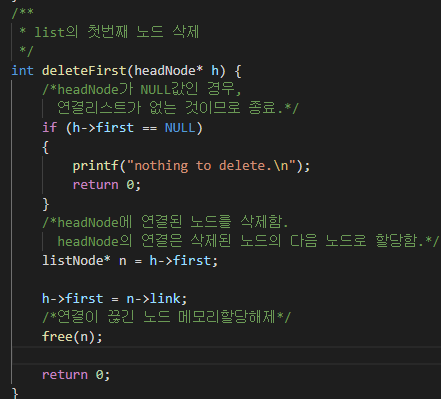 /**
 * list의 첫번째 노드 삭제
 */
int deleteFirst(headNode* h) {
    /*headNode가 NULL값인 경우,
      연결리스트가 없는 것이므로 종료.*/
    if (h->first == NULL)
    {
        printf("nothing to delete.\n");
        return 0;
    }
    /*headNode에 연결된 노드를 삭제함.
      headNode의 연결은 삭제된 노드의 다음 노드로 할당함.*/
    listNode* n = h->first;

    h->first = n->link;
    /*연결이 끊긴 노드 메모리할당해제*/
    free(n);

    return 0;
}